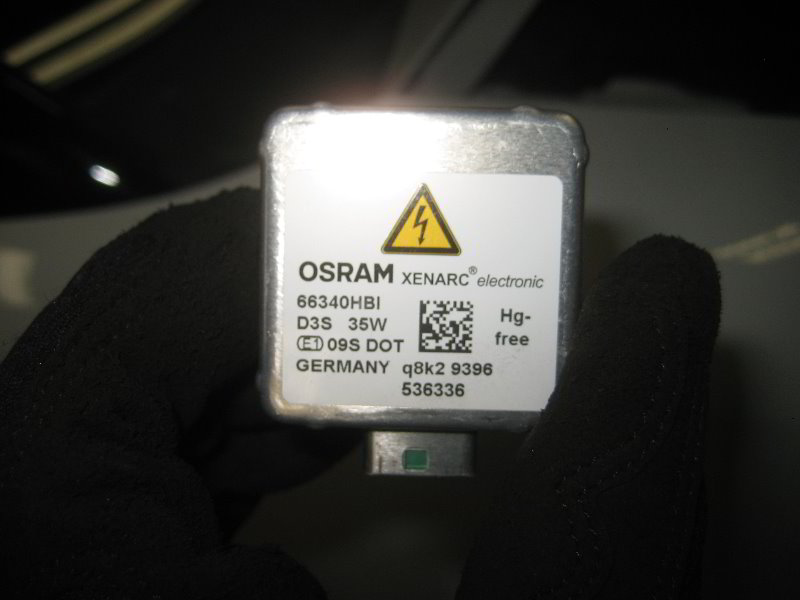 OSRAM XENARC® electronic
66340HBI
D3S 35W
Hg-free
E1 09S DOT
GERMANY q8k2 9396
536336